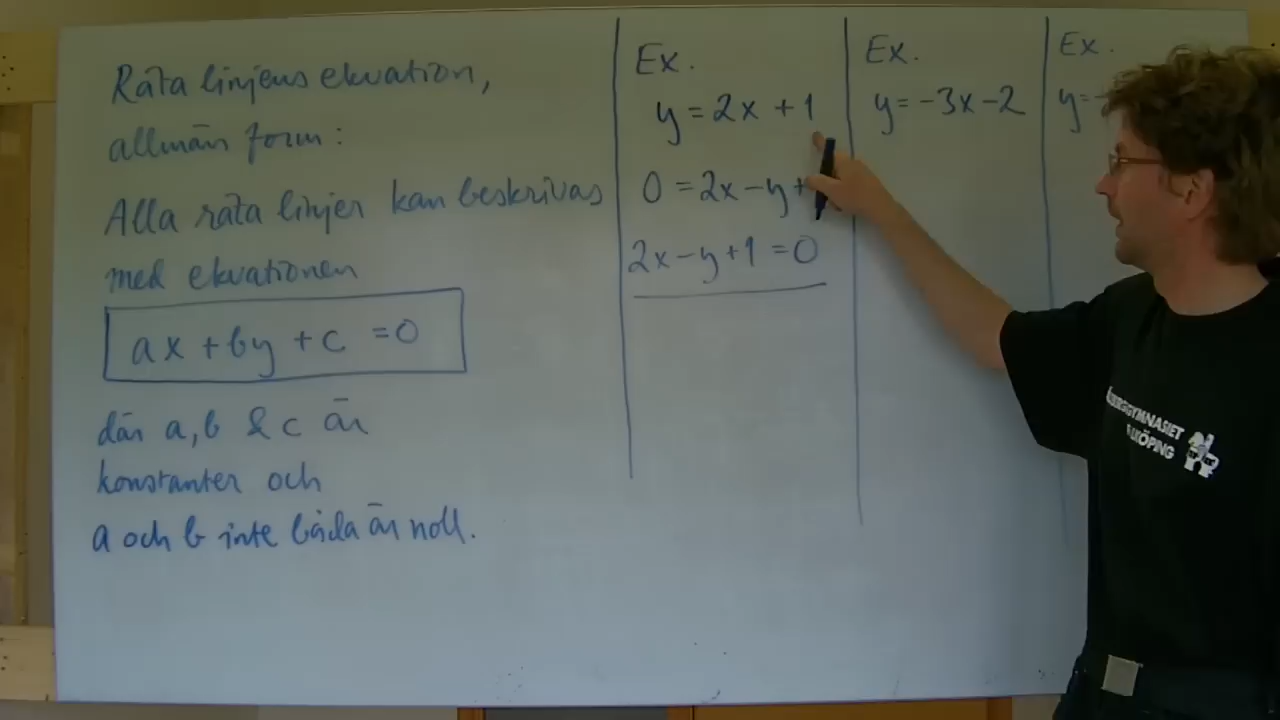 Räta linjens ekvation,
allmän form:
Alla räta linjer kan beskrivas
med ekvationen
ax + by + c = 0
där a, b & c är
konstanter och
a och b inte båda är noll.
Ex.
y = 2x + 1
0 = 2x - y +
2x - y + 1 = 0
Ex.
y = -3x - 2
Ex.
y = -